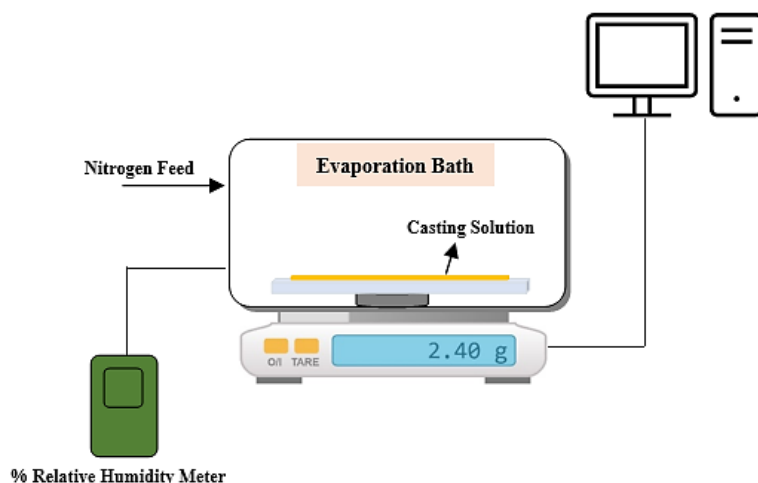 Evaporation Bath
Nitrogen Feed
Casting Solution
2.40 g
O/I TARE
% Relative Humidity Meter